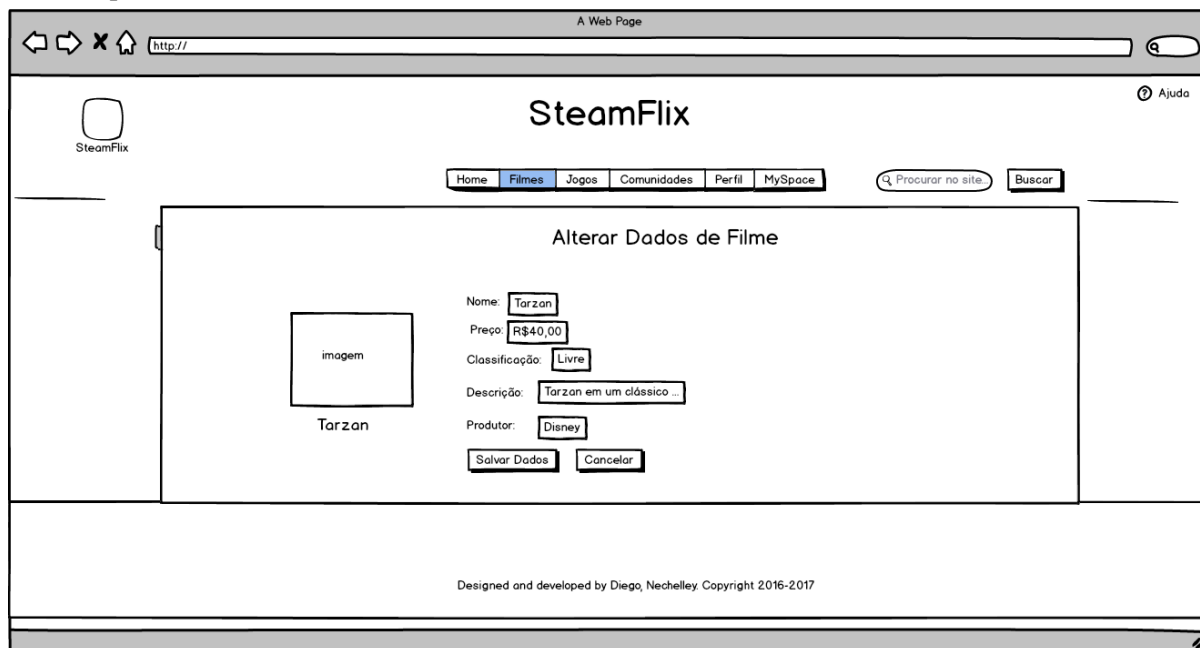 A Web Page
http://
Ajuda
SteamFlix
SteamFlix
Home Filmes Jogos Comunidades Perfil MySpace Procurar no site.. Buscar
Alterar Dados de Filme
Nome: Tarzan
Preço: R$40,00
imagem
Classificação: Livre
Descrição: Tarzan em um clássico ...
Tarzan
Produtor: Disney
Salvar Dados Cancelar
Designed and developed by Diego, Nechelley. Copyright 2016-2017